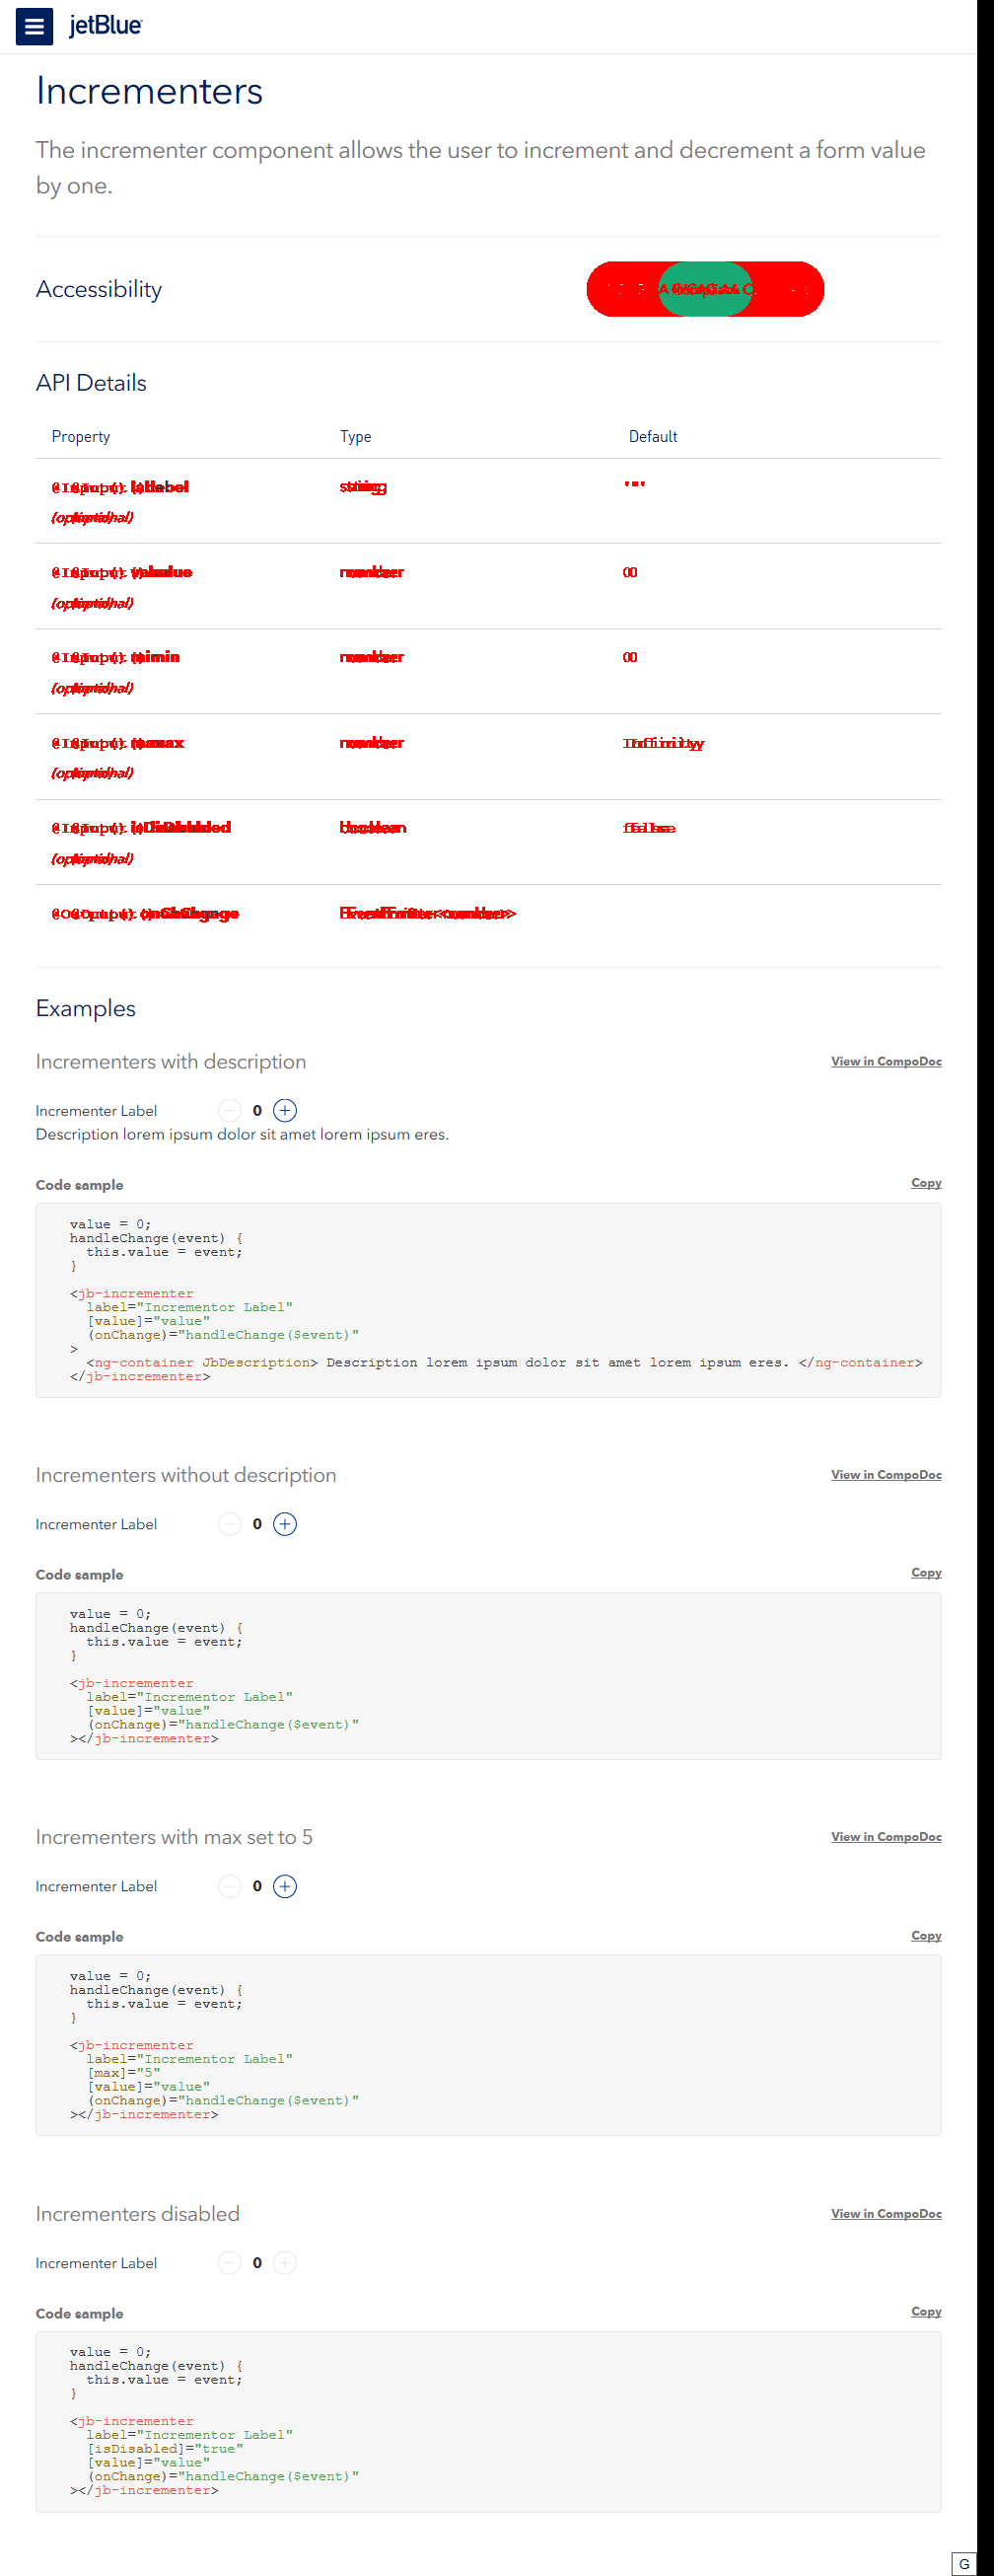 jetBlue
Incrementers
The incrementer component allows the user to increment and decrement a form value
by one.
Accessibility
API Details
Property Type Default
@Input() label string
(optional)
@Input() value number 0
(optional)
@Input() min number 0
(optional)
@Input() max number Infinity
(optional)
@Input() isDisabled boolean false
(optional)
@Output() onChange EventEmitter<number>
Examples
Incrementers with description View in CompoDoc
Incrementer Label 0
Description lorem ipsum dolor sit amet lorem ipsum eres.
Code sample Copy
value = 0;
handleChange(event) {
this.value = event;
}
<jb-incrementer
label="Incrementor Label"
[value]="value"
(onChange)="handleChange($event)"
>
<ng-container JbDescription> Description lorem ipsum dolor sit amet lorem ipsum eres. </ng-container>
</jb-incrementer>
Incrementers without description View in CompoDoc
Incrementer Label 0
Code sample Copy
value = 0;
handleChange(event) {
this.value = event;
}
<jb-incrementer
label="Incrementor Label"
[value]="value"
(onChange)="handleChange($event)"
></jb-incrementer>
Incrementers with max set to 5 View in CompoDoc
Incrementer Label 0
Code sample Copy
value = 0;
handleChange(event) {
this.value = event;
}
<jb-incrementer
label="Incrementor Label"
[max]="5"
[value]="value"
(onChange)="handleChange($event)"
></jb-incrementer>
Incrementers disabled View in CompoDoc
Incrementer Label 0
Code sample Copy
value = 0;
handleChange(event) {
this.value = event;
}
<jb-incrementer
label="Incrementor Label"
[isDisabled]="true"
[value]="value"
(onChange)="handleChange($event)"
></jb-incrementer>
G